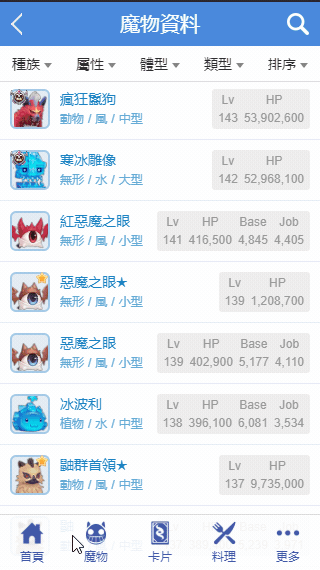 魔物資料
種族 屬性 體型 類型 排序
瘋狂鬣狗
動物 / 風 / 中型
Lv HP
143 53,902,600
寒冰雕像
無形 / 水 / 大型
Lv HP
142 52,968,100
紅惡魔之眼
無形 / 風 / 小型
Lv HP Base Job
141 416,500 4,845 4,405
惡魔之眼★
無形 / 風 / 小型
Lv HP
139 1,208,700
惡魔之眼
無形 / 風 / 小型
Lv HP Base Job
139 402,900 5,177 4,110
冰波利
植物 / 水 / 中型
Lv HP Base Job
138 396,100 6,081 3,534
鼬群首領★
動物 / 風 / 中型
Lv HP
137 9,735,000
首頁 魔物 卡片 料理 更多